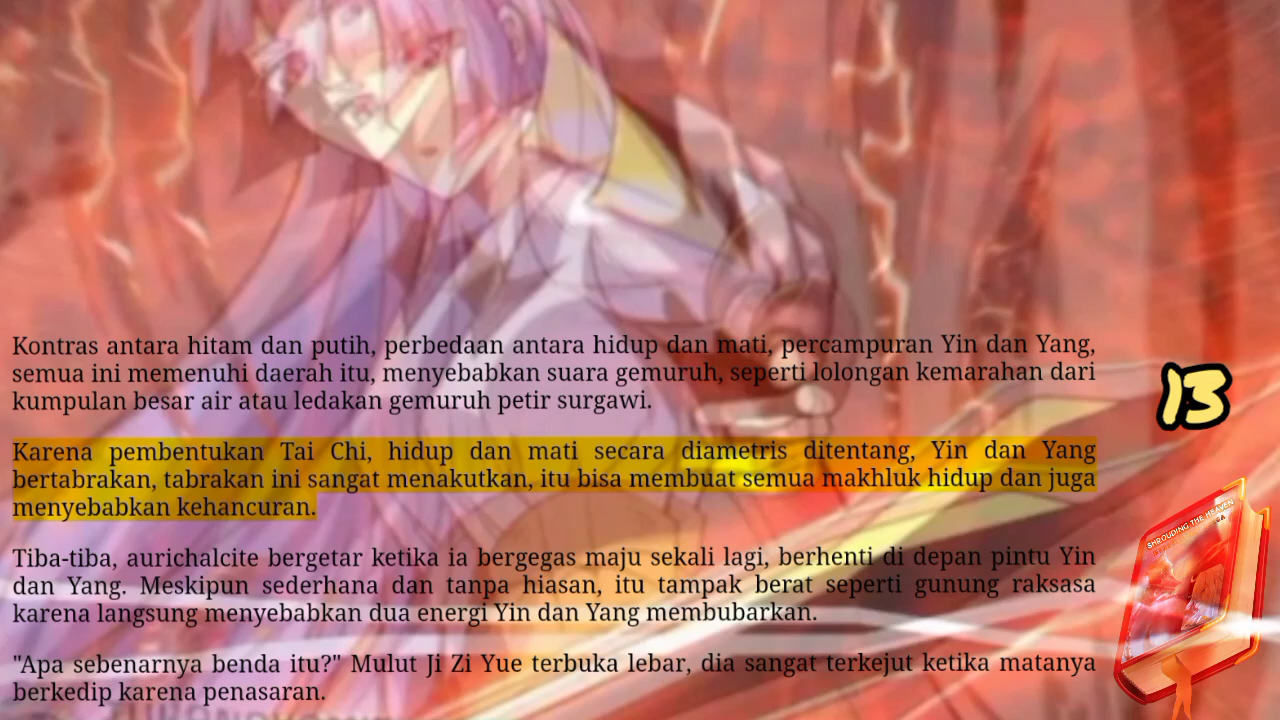 Kontras antara hitam dan putih, perbedaan antara hidup dan mati, percampuran Yin dan Yang,
semua ini memenuhi daerah itu, menyebabkan suara gemuruh, seperti lolongan kemarahan dari
kumpulan besar air atau ledakan gemuruh petir surgawi.
13
Karena pembentukan Tai Chi, hidup dan mati secara diametris ditentang, Yin dan Yang
bertabrakan, tabrakan ini sangat menakutkan, itu bisa membuat semua makhluk hidup dan juga
menyebabkan kehancuran.
SHROUDING THE HEAVEN
Tiba-tiba, aurichalcite bergetar ketika ia bergegas maju sekali lagi, berhenti di depan pintu Yin
dan Yang. Meskipun sederhana dan tanpa hiasan, itu tampak berat seperti gunung raksasa
karena langsung menyebabkan dua energi Yin dan Yang membubarkan.
"Apa sebenarnya benda itu?" Mulut Ji Zi Yue terbuka lebar, dia sangat terkejut ketika matanya
berkedip karena penasaran.